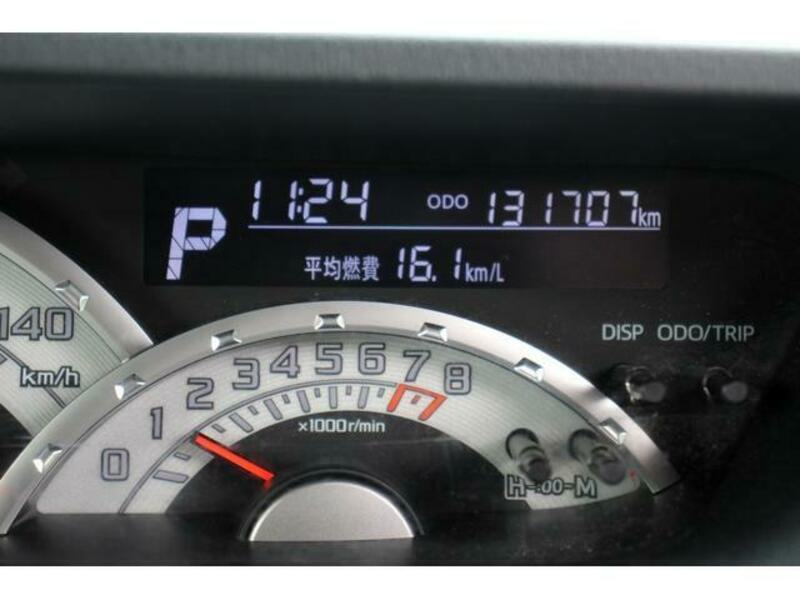 P 11:24 ODO 131707km
平均燃費 16.1km/L
DISP ODO/TRIP
140
km/h
0 1 2 3 4 5 6 7 8
×1000r/min
H-:00-M